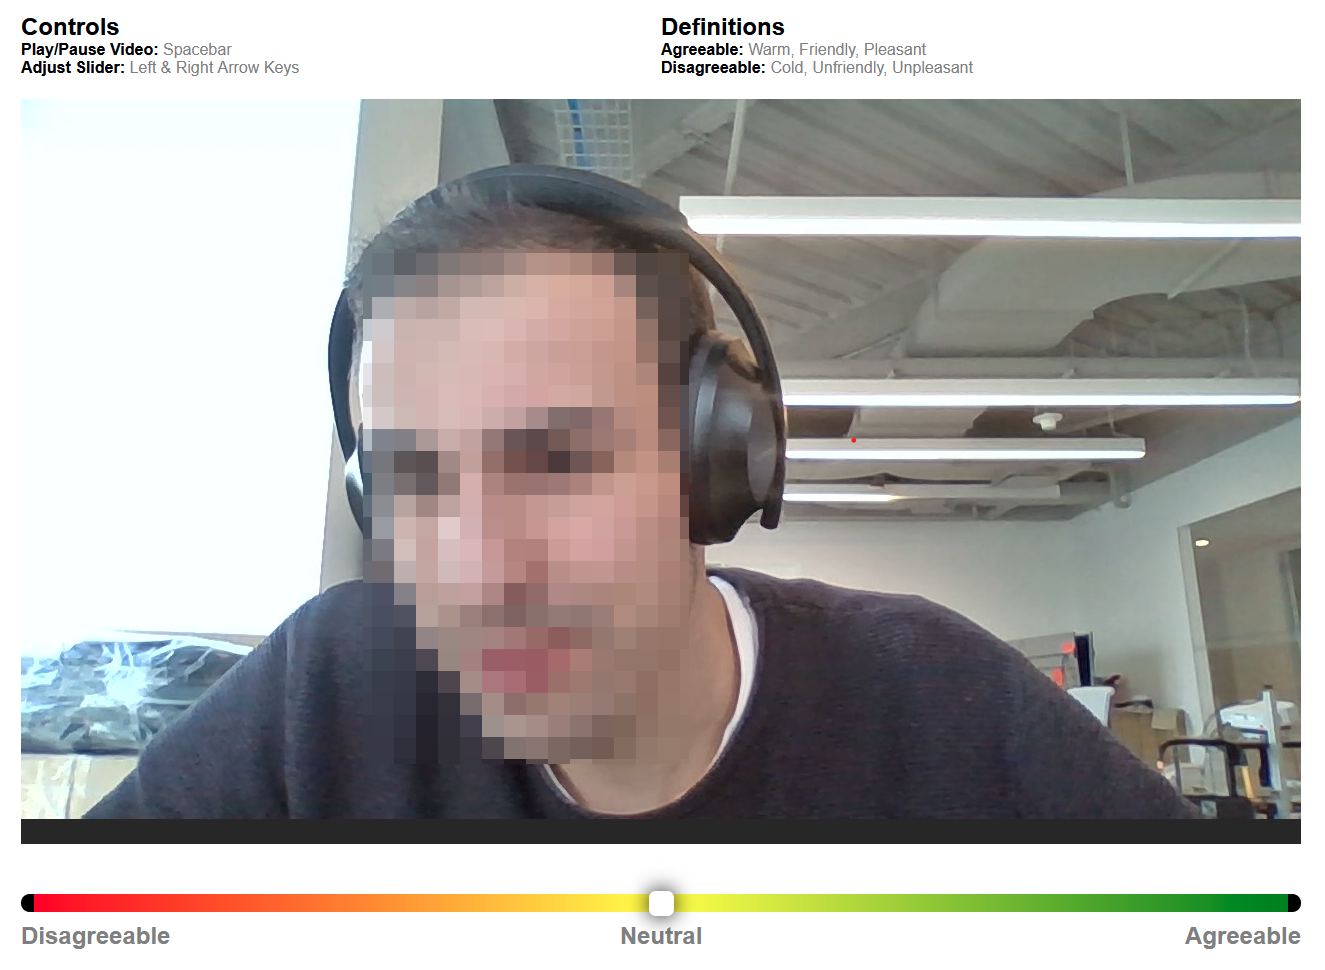 Controls
Play/Pause Video: Spacebar
Adjust Slider: Left & Right Arrow Keys
Definitions
Agreeable: Warm, Friendly, Pleasant
Disagreeable: Cold, Unfriendly, Unpleasant
Disagreeable
Neutral
Agreeable